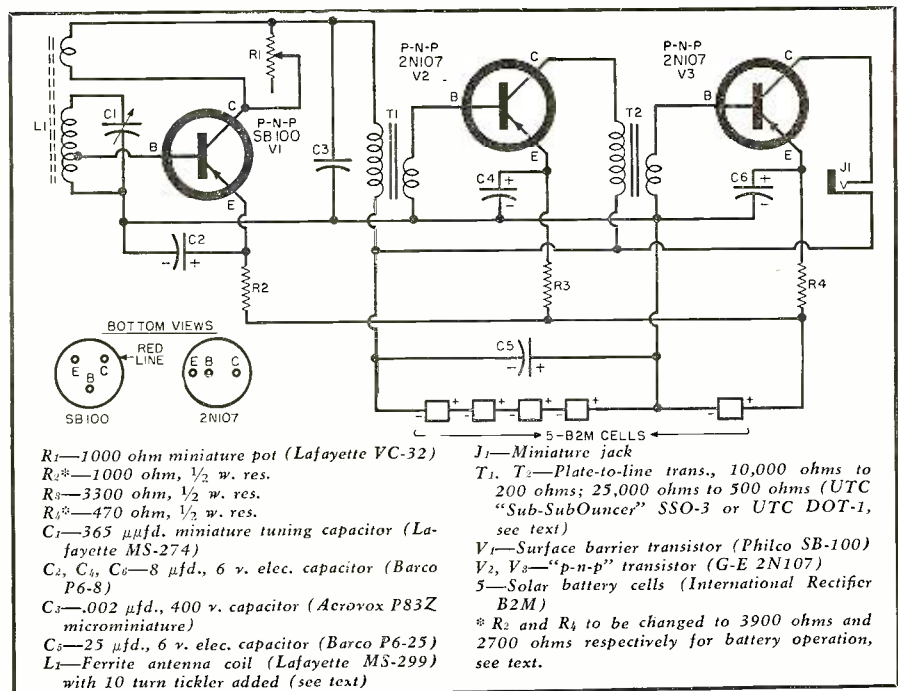 P-N-P
2N107
V2
P-N-P
2N107
V3
R1
C
B
E
L1
C1
P-N-P
SB100
V1
C
B
E
C3
T1
C4
+
-
T2
C
B
E
C6
+
-
J1
V
C2
-
+
R2
R3
R4
BOTTOM VIEWS
RED
LINE
E
B
C
SB100
E
B
C
2N107
C5
-
+
-
+
-
+
-
+
-
+
-
+
5-B2M CELLS
R1—1000 ohm miniature pot (Lafayette VC-32)
R2*—1000 ohm, ½ w. res.
R3—3300 ohm, ½ w. res.
R4*—470 ohm, ½ w. res.
C1—365 μμfd. miniature tuning capacitor (La-
fayette MS-274)
C2, C4, C6—8 μfd., 6 v. elec. capacitor (Barco
P6-8)
C3—.002 μfd., 400 v. capacitor (Aerovox P83Z
microminiature)
C5—25 μfd., 6 v. elec. capacitor (Barco P6-25)
L1—Ferrite antenna coil (Lafayette MS-299)
with 10 turn tickler added (see text)
J1—Miniature jack
T1, T2—Plate-to-line trans., 10,000 ohms to
200 ohms; 25,000 ohms to 500 ohms (UTC
"Sub-SubOuncer" SSO-3 or UTC DOT-1,
see text)
V1—Surface barrier transistor (Philco SB-100)
V2, V3—"p-n-p" transistor (G-E 2N107)
5—Solar battery cells (International Rectifier
B2M)
* R2 and R4 to be changed to 3900 ohms and
2700 ohms respectively for battery operation,
see text.